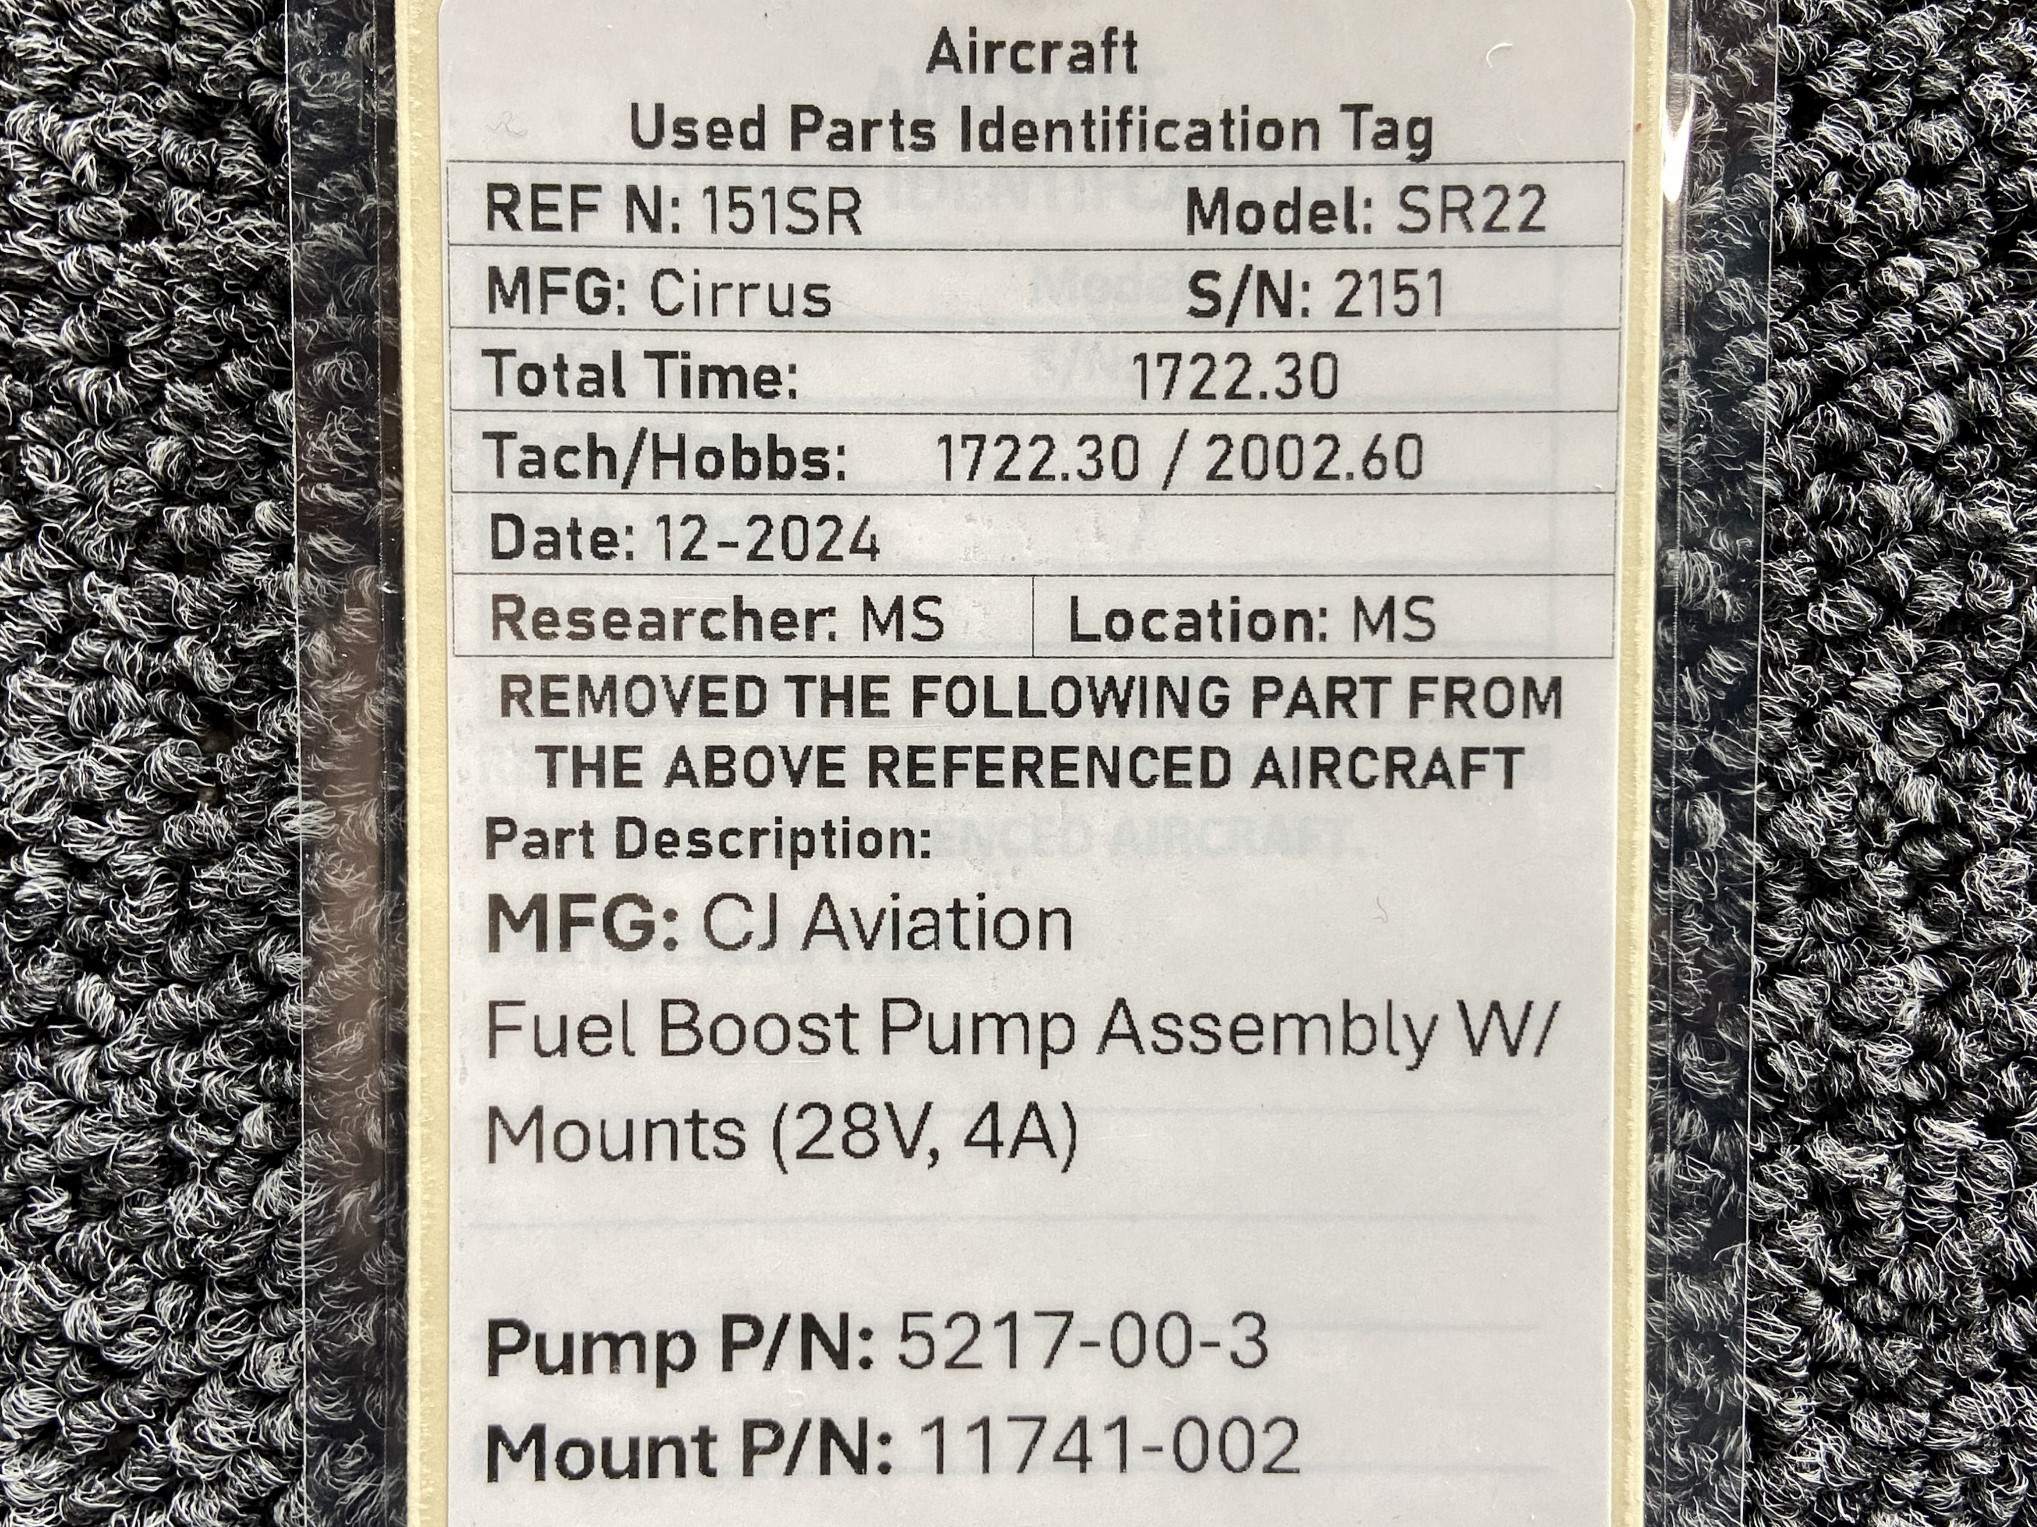 Aircraft
Used Parts Identification Tag
REF N: 151SR Model: SR22
MFG: Cirrus S/N: 2151
Total Time: 1722.30
Tach/Hobbs: 1722.30 / 2002.60
Date: 12-2024
Researcher: MS Location: MS
REMOVED THE FOLLOWING PART FROM
THE ABOVE REFERENCED AIRCRAFT
Part Description:
MFG: CJ Aviation
Fuel Boost Pump Assembly W/
Mounts (28V, 4A)
Pump P/N: 5217-00-3
Mount P/N: 11741-002